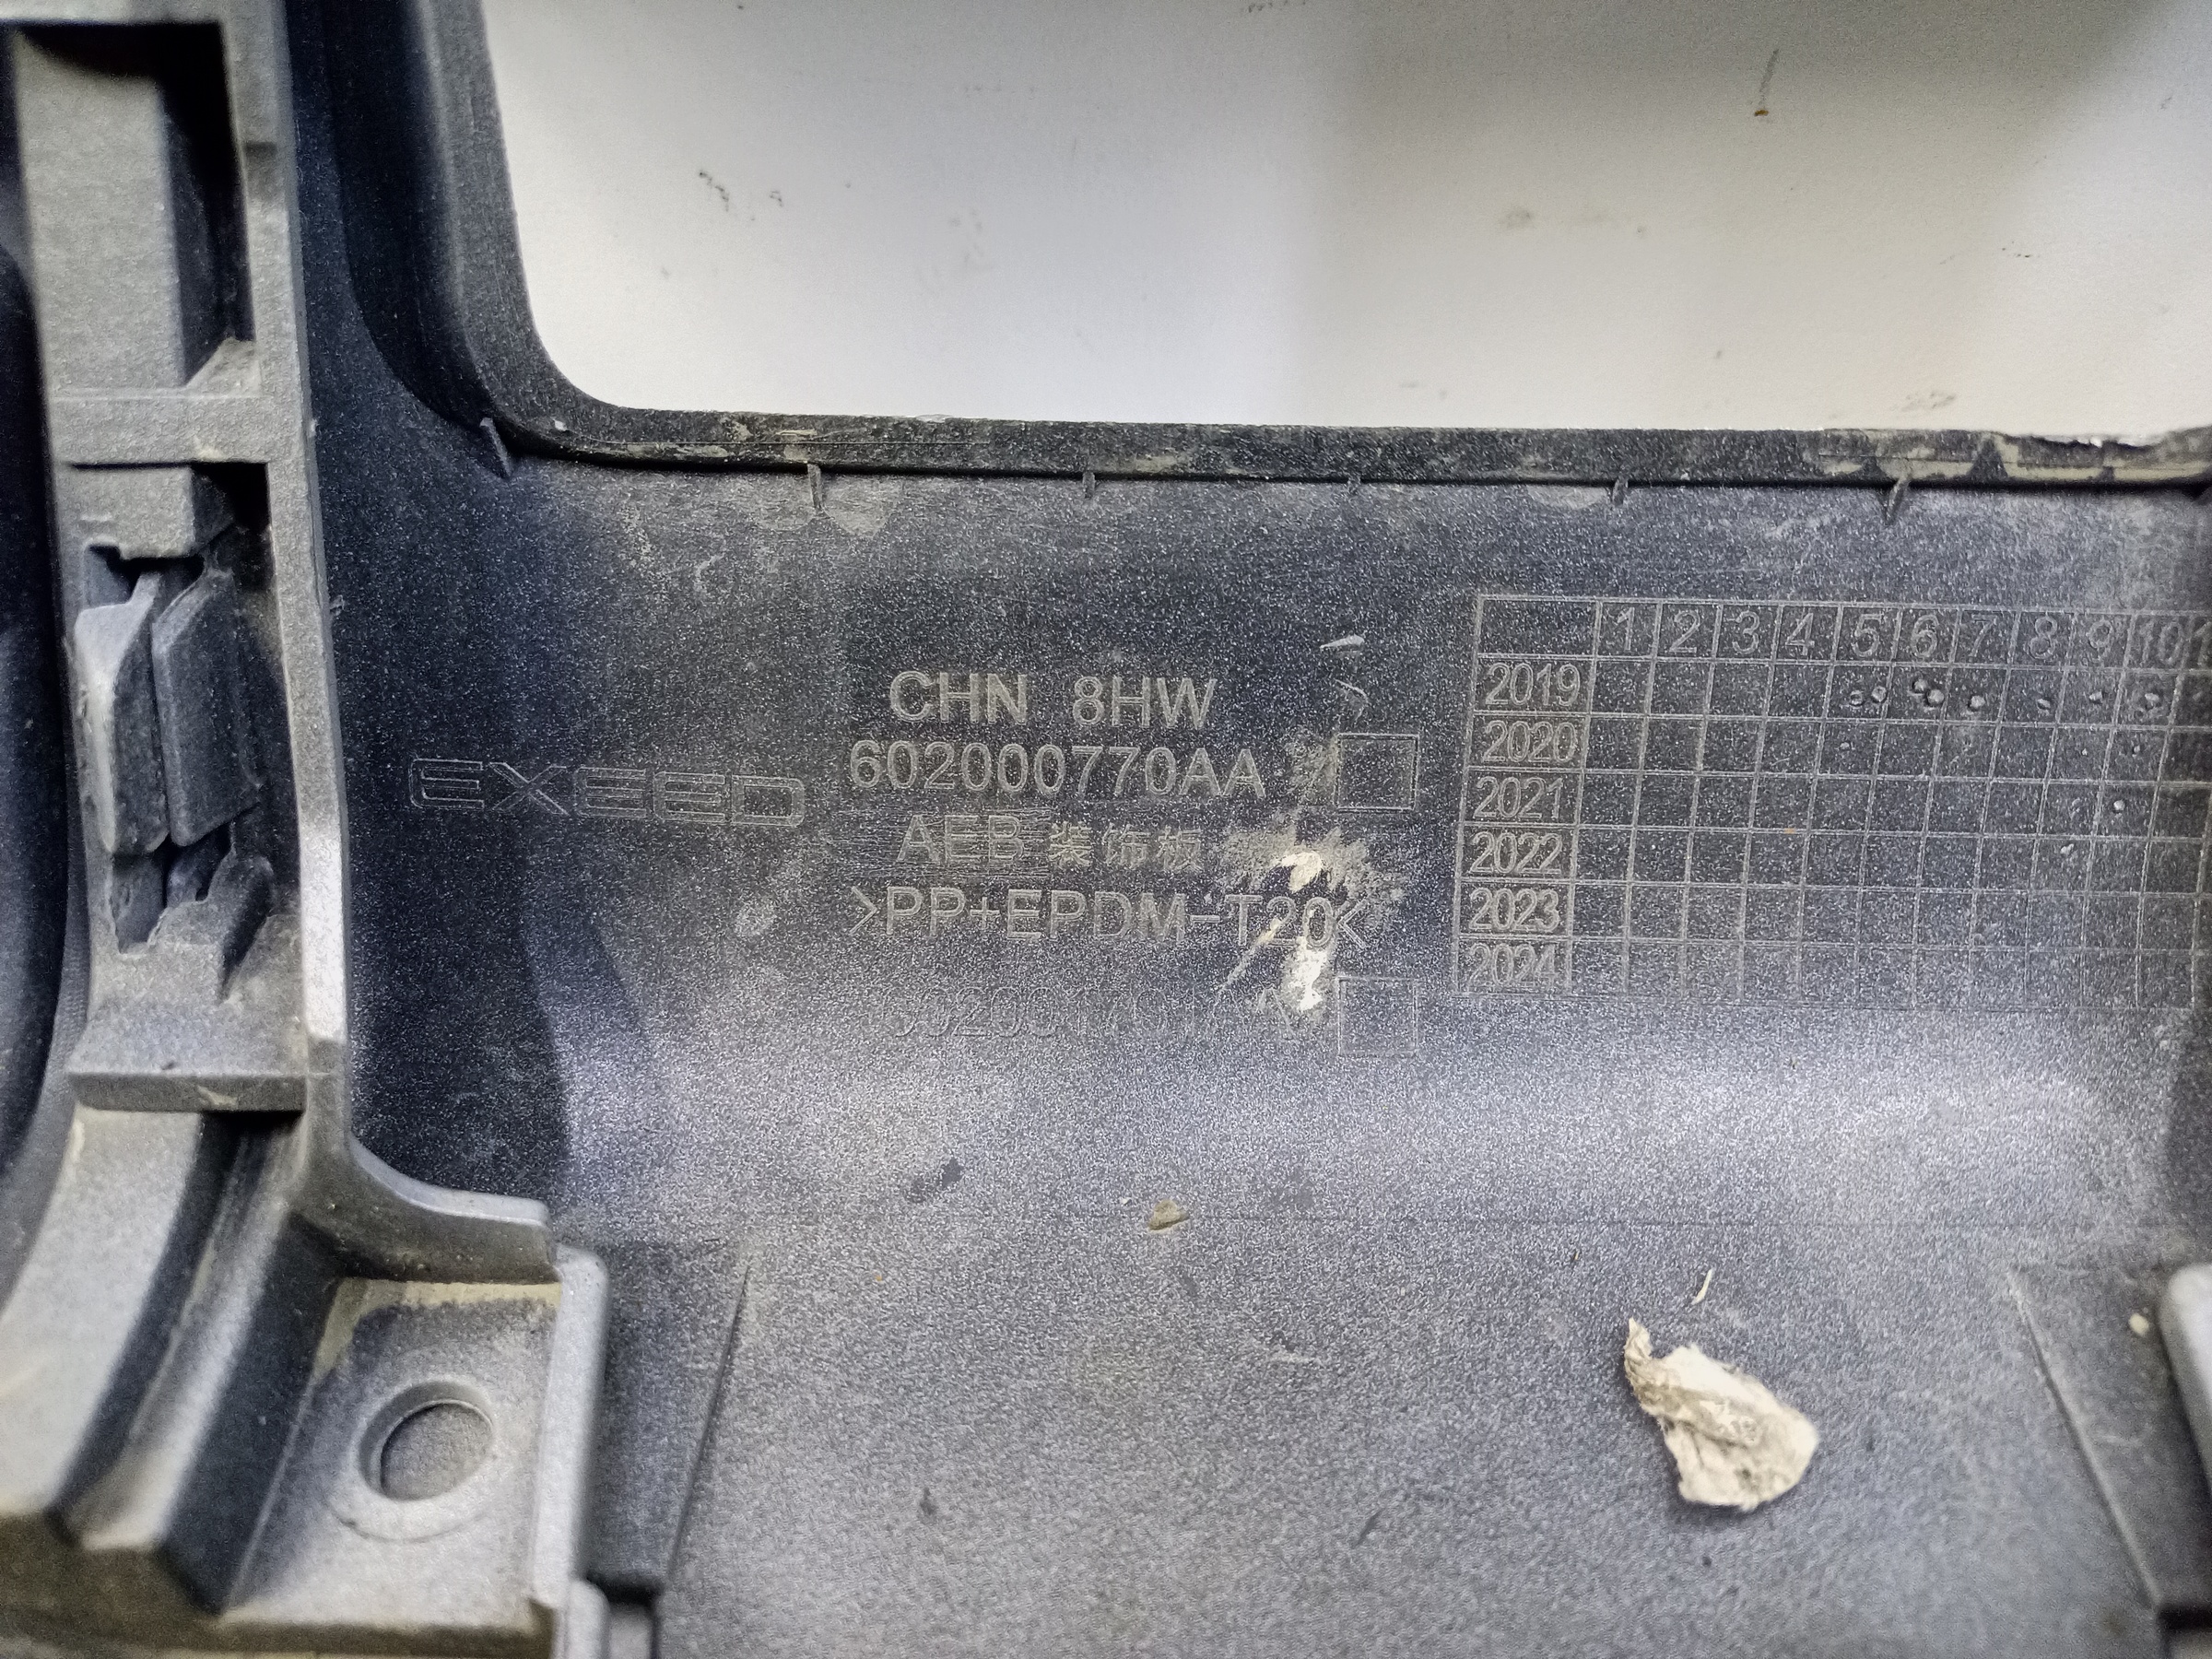 EXEED
CHN 8HW
602000770AA
AEB 装饰板
>PP+EPDM-T20<
1 2 3 4 5 6 7 8 9 10
2019
2020
2021
2022
2023
2024